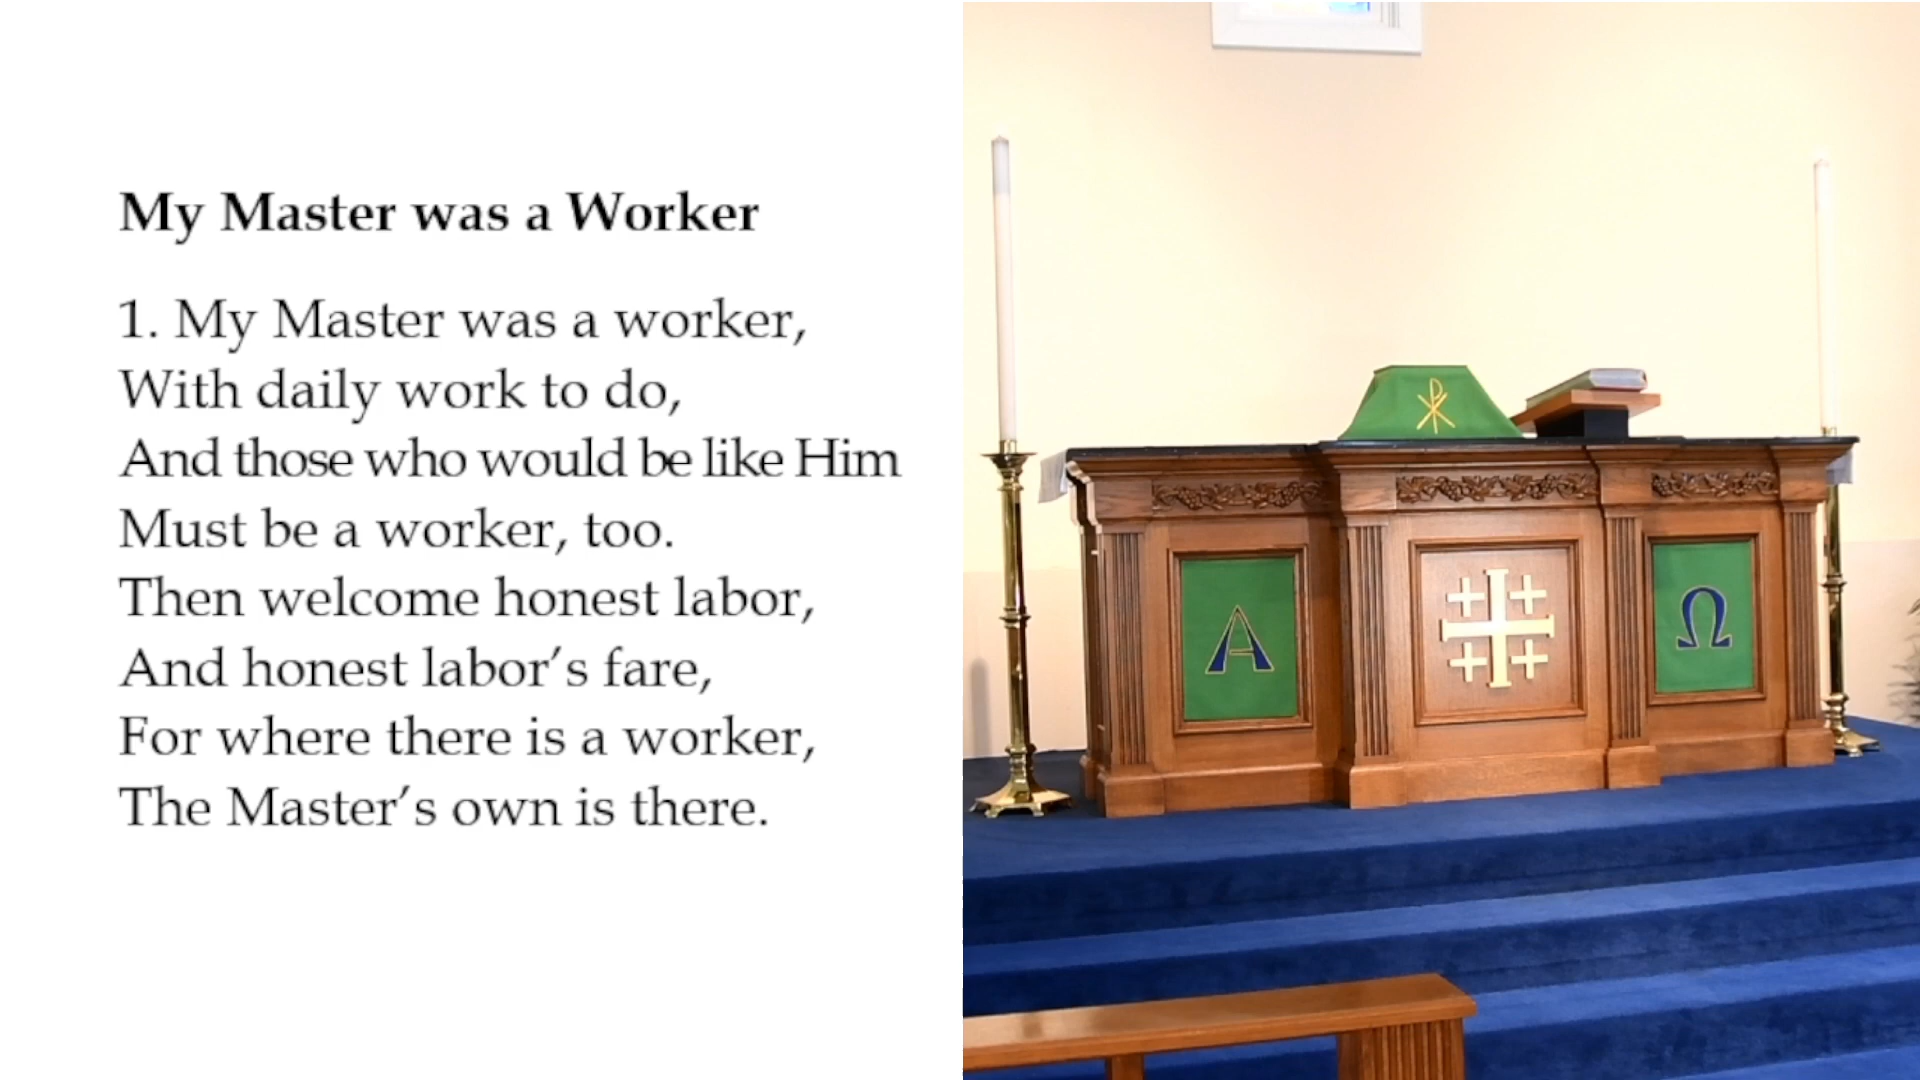 My Master was a Worker
1. My Master was a worker,
With daily work to do,
And those who would be like Him
Must be a worker, too.
Then welcome honest labor,
And honest labor’s fare,
For where there is a worker,
The Master’s own is there.
Α
Ω